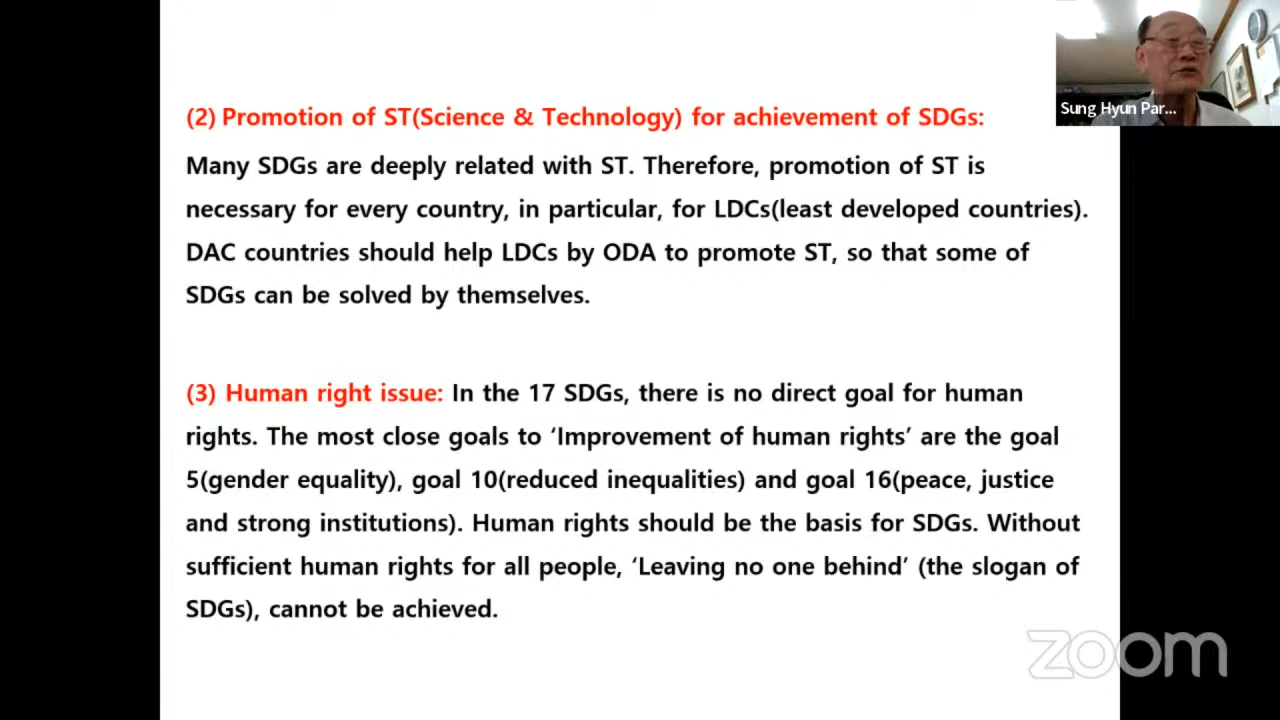 (2) Promotion of ST(Science & Technology) for achievement of SDGs:
Many SDGs are deeply related with ST. Therefore, promotion of ST is
necessary for every country, in particular, for LDCs(least developed countries).
DAC countries should help LDCs by ODA to promote ST, so that some of
SDGs can be solved by themselves.
(3) Human right issue: In the 17 SDGs, there is no direct goal for human
rights. The most close goals to ‘Improvement of human rights’ are the goal
5(gender equality), goal 10(reduced inequalities) and goal 16(peace, justice
and strong institutions). Human rights should be the basis for SDGs. Without
sufficient human rights for all people, ‘Leaving no one behind’ (the slogan of
SDGs), cannot be achieved.
Sung Hyun Par...
zoom